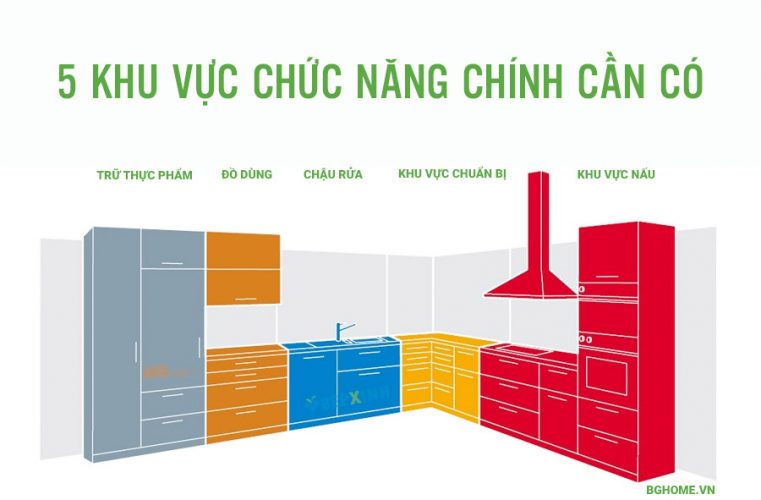 5 KHU VỰC CHỨC NĂNG CHÍNH CẦN CÓ
TRỮ THỰC PHẨM ĐỒ DÙNG CHẬU RỬA KHU VỰC CHUẨN BỊ KHU VỰC NẤU
BGHOME.VN